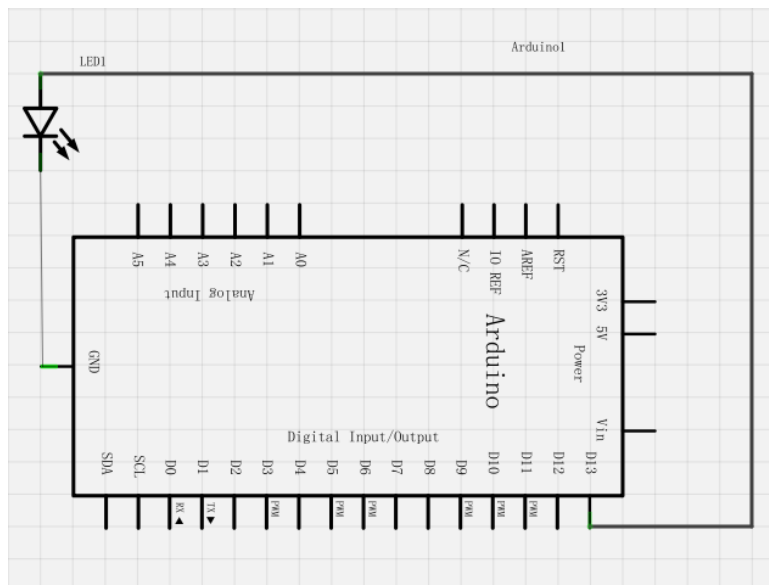 Arduino1
LED1
A5
A4
A3
A2
A1
A0
N/C
IO REF
AREF
RST
Analog Input
3V3
5V
Power
Arduino
GND
Vin
Digital Input/Output
SDA
SCL
D0
D1
D2
D3
D4
D5
D6
D7
D8
D9
D10
D11
D12
D13
RX
TX
PWM
PWM
PWM
PWM
PWM
PWM